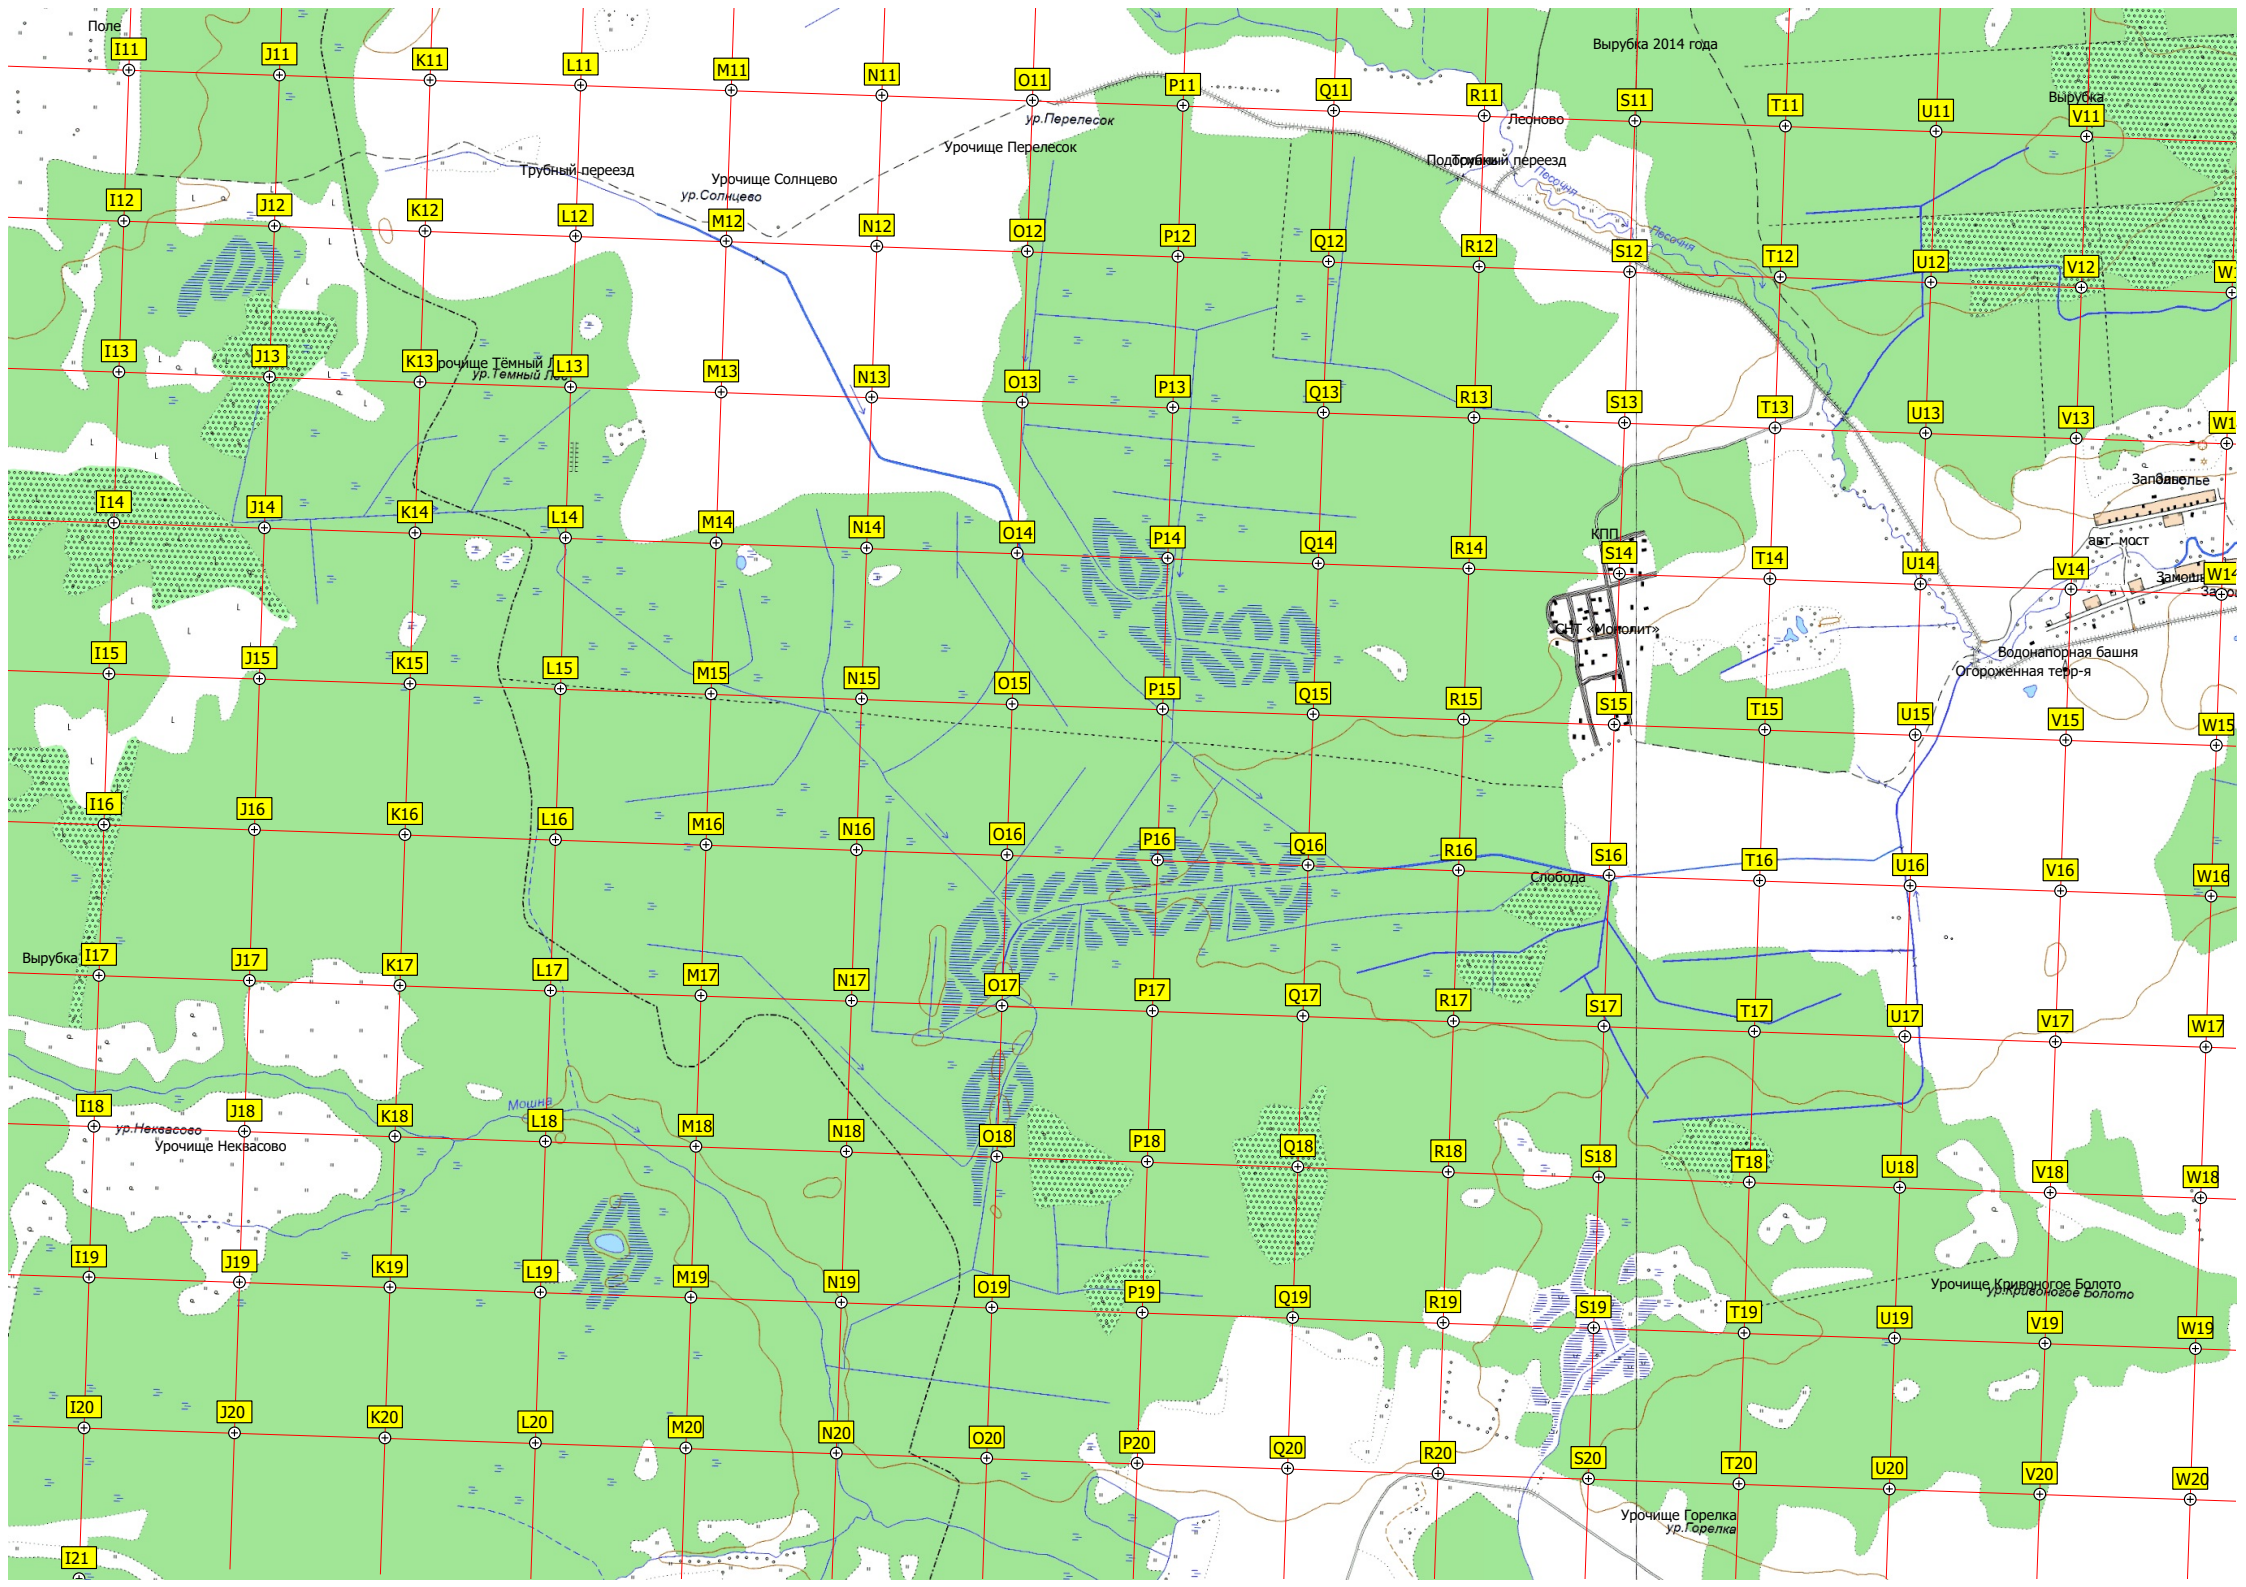 Поле
I11
J11
K11
L11
M11
N11
O11
P11
Q11
R11
S11
T11
U11
V11
Вырубка 2014 года
Вырубка
Леоново
ур.Перелесок
Урочище Перелесок
Трубный переезд
Урочище Солнцево
ур.Солнцево
Трубный переезд
Песочня
Песочня
I12
J12
K12
L12
M12
N12
O12
P12
Q12
R12
S12
T12
U12
V12
I13
J13
K13
L13
M13
N13
O13
P13
Q13
R13
S13
T13
U13
V13
ур.Темный Лес
Заполье
I14
J14
K14
L14
M14
N14
O14
P14
Q14
R14
S14
T14
U14
V14
W14
КПП
авт. мост
СНТ «Монолит»
Водонапорная башня
Огороженная терр-я
I15
J15
K15
L15
M15
N15
O15
P15
Q15
R15
S15
T15
U15
V15
W15
I16
J16
K16
L16
M16
N16
O16
P16
Q16
R16
S16
T16
U16
V16
W16
Слобода
Вырубка
I17
J17
K17
L17
M17
N17
O17
P17
Q17
R17
S17
T17
U17
V17
W17
Мошна
I18
J18
K18
L18
M18
N18
O18
P18
Q18
R18
S18
T18
U18
V18
W18
ур.Неквасово
Урочище Неквасово
I19
J19
K19
L19
M19
N19
O19
P19
Q19
R19
S19
T19
U19
V19
W19
Урочище Кривоногое Болото
ур.Кривоногое Болото
I20
J20
K20
L20
M20
N20
O20
P20
Q20
R20
S20
T20
U20
V20
W20
Урочище Горелка
ур.Горелка
I21